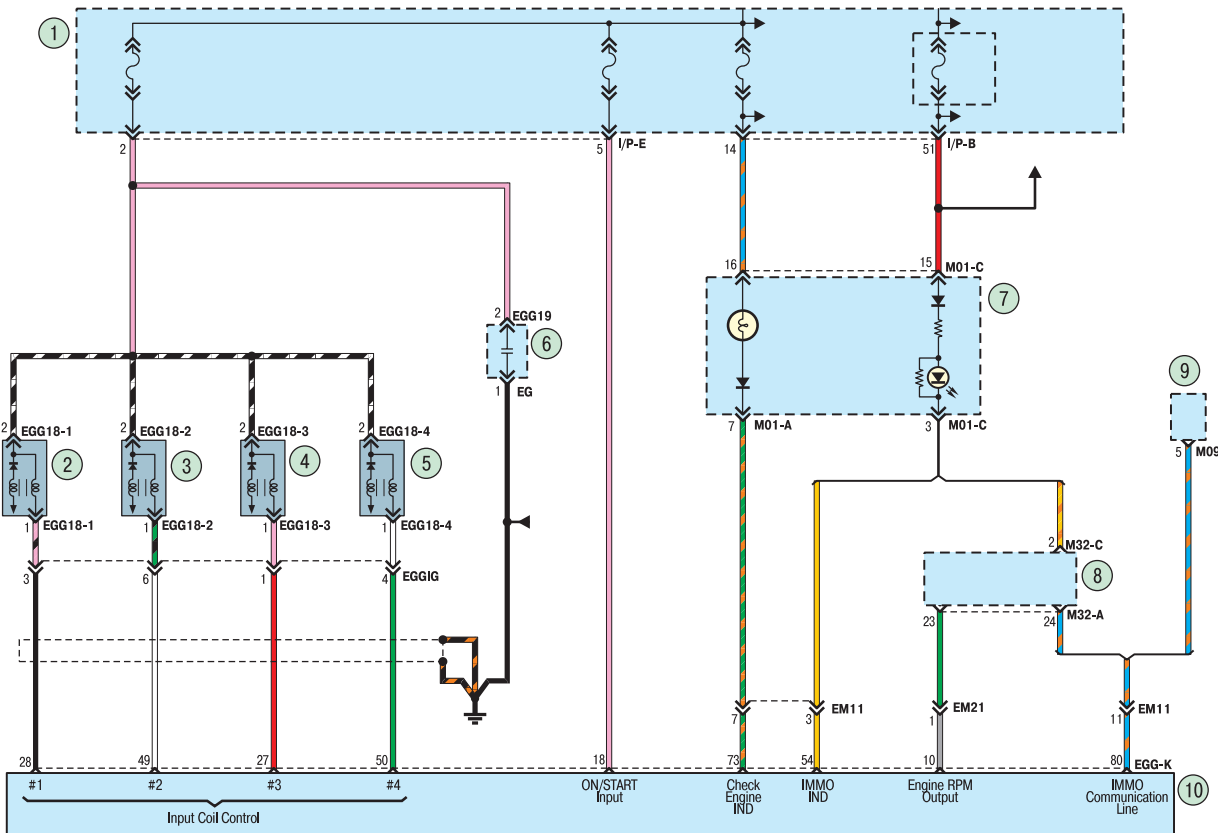 1
2
5
I/P-E
14
51
I/P-B
16
15
M01-C
7
2
EGG19
6
1
EG
9
5
M09
2
EGG18-1
2
EGG18-2
2
EGG18-3
2
EGG18-4
2
3
4
5
7
M01-A
3
M01-C
1
EGG18-1
1
EGG18-2
1
EGG18-3
1
EGG18-4
3
6
1
4
EGGIG
2
M32-C
8
23
24
M32-A
7
3
EM11
1
EM21
11
EM11
28
49
27
50
18
73
54
10
80
EGG-K
10
#1
#2
#3
#4
Input Coil Control
ON/START
Input
Check
Engine
IND
IMMO
IND
Engine RPM
Output
IMMO
Communication
Line